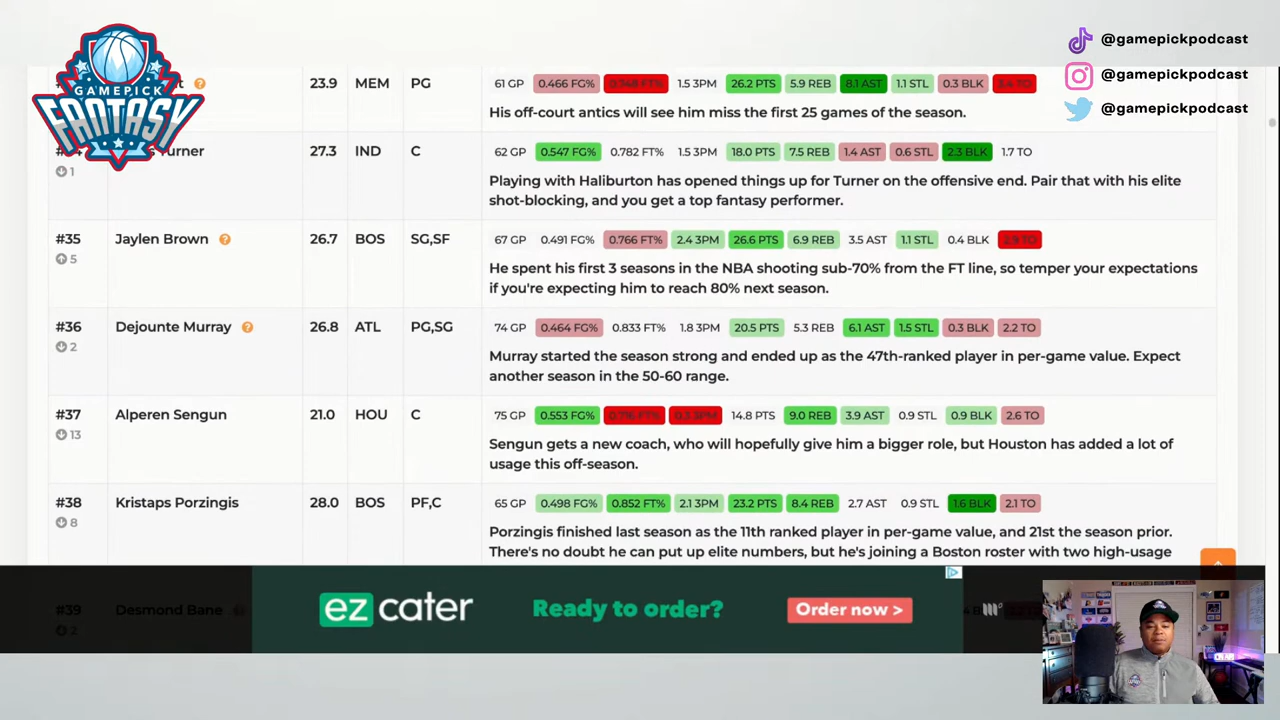 GAMEPICK
FANTASY
@gamepickpodcast
@gamepickpodcast
@gamepickpodcast
23.9 MEM PG 61 GP 0.466 FG% 1.5 3PM 26.2 PTS 5.9 REB 8.1 AST 1.1 STL 0.3 BLK 3.4 TO
His off-court antics will see him miss the first 25 games of the season.
Turner 27.3 IND C 62 GP 0.547 FG% 0.782 FT% 1.5 3PM 18.0 PTS 7.5 REB 1.4 AST 0.6 STL 2.3 BLK 1.7 TO
1
Playing with Haliburton has opened things up for Turner on the offensive end. Pair that with his elite
shot-blocking, and you get a top fantasy performer.
#35 Jaylen Brown ? 26.7 BOS SG,SF 67 GP 0.491 FG% 0.766 FT% 2.4 3PM 26.6 PTS 6.9 REB 3.5 AST 1.1 STL 0.4 BLK 2.9 TO
5
He spent his first 3 seasons in the NBA shooting sub-70% from the FT line, so temper your expectations
if you're expecting him to reach 80% next season.
#36 Dejounte Murray ? 26.8 ATL PG,SG 74 GP 0.464 FG% 0.833 FT% 1.8 3PM 20.5 PTS 5.3 REB 6.1 AST 1.5 STL 0.3 BLK 2.2 TO
2
Murray started the season strong and ended up as the 47th-ranked player in per-game value. Expect
another season in the 50-60 range.
#37 Alperen Sengun 21.0 HOU C 75 GP 0.553 FG% 14.8 PTS 9.0 REB 3.9 AST 0.9 STL 0.9 BLK 2.6 TO
13
Sengun gets a new coach, who will hopefully give him a bigger role, but Houston has added a lot of
usage this off-season.
#38 Kristaps Porzingis 28.0 BOS PF,C 65 GP 0.498 FG% 0.852 FT% 2.1 3PM 23.2 PTS 8.4 REB 2.7 AST 0.9 STL 1.6 BLK 2.1 TO
8
Porzingis finished last season as the 11th ranked player in per-game value, and 21st the season prior.
There's no doubt he can put up elite numbers, but he's joining a Boston roster with two high-usage
#39 Desmond Bane
2
ez cater Ready to order? Order now >